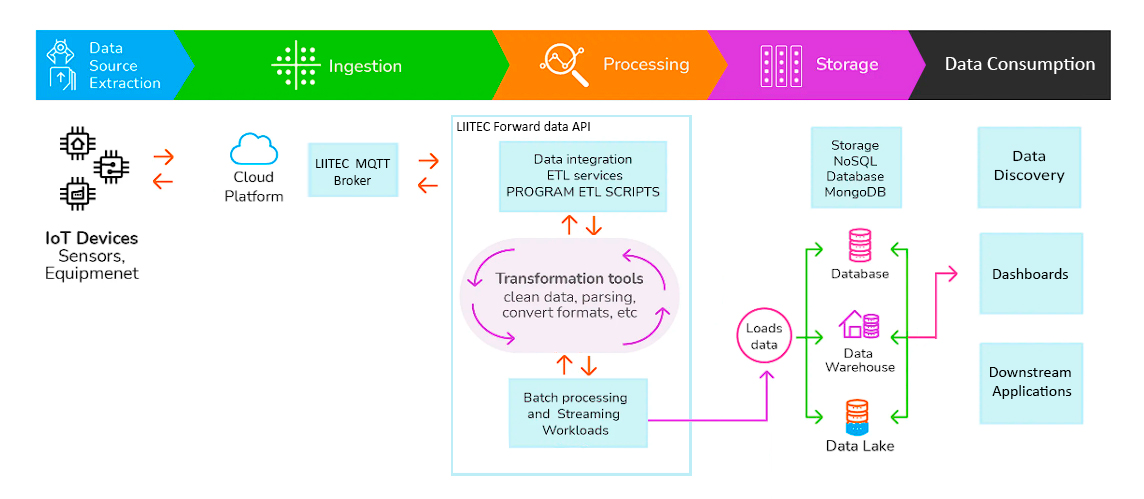 Data
Source
Extraction
Ingestion
Processing
Storage
Data Consumption
IoT Devices
Sensors,
Equipmenet
Cloud
Platform
LIITEC MQTT
Broker
LIITEC Forward data API
Data integration
ETL services
PROGRAM ETL SCRIPTS
Transformation tools
clean data, parsing,
convert formats, etc
Batch processing
and Streaming
Workloads
Loads
data
Storage
NoSQL
Database
MongoDB
Database
Data
Warehouse
Data Lake
Data
Discovery
Dashboards
Downstream
Applications